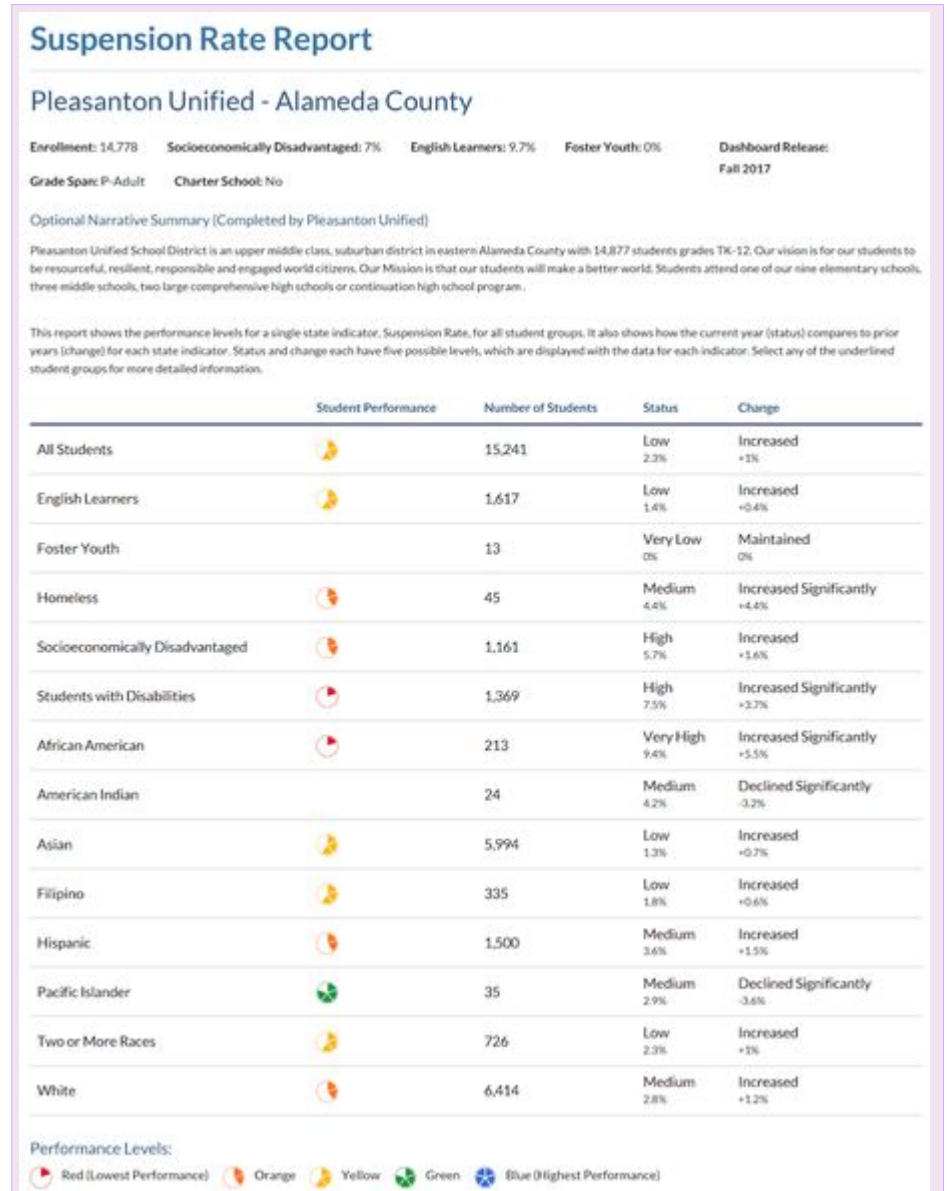 Suspension Rate Report
Pleasanton Unified - Alameda County
Enrollment: 14,778 Socioeconomically Disadvantaged: 7% English Learners: 9.7% Foster Youth: 0% Dashboard Release:
Fall 2017
Grade Span: P-Adult Charter School: No
Optional Narrative Summary (Completed by Pleasanton Unified)
Pleasanton Unified School District is an upper middle class, suburban district in eastern Alameda County with 14,877 students grades TK-12. Our vision is for our students to
be resourceful, resilient, responsible and engaged world citizens. Our Mission is that our students will make a better world. Students attend one of our nine elementary schools,
three middle schools, two large comprehensive high schools or continuation high school program .
This report shows the performance levels for a single state indicator, Suspension Rate, for all student groups. It also shows how the current year (status) compares to prior
years (change) for each state indicator. Status and change each have five possible levels, which are displayed with the data for each indicator. Select any of the underlined
student groups for more detailed information.
Student Performance Number of Students Status Change
All Students 15,241 Low Increased
2.3% +1%
English Learners 1,617 Low Increased
1.4% +0.4%
Foster Youth 13 Very Low Maintained
0% 0%
Homeless 45 Medium Increased Significantly
4.4% +4.4%
Socioeconomically Disadvantaged 1,161 High Increased
5.7% +1.6%
Students with Disabilities 1,369 High Increased Significantly
7.5% +3.7%
African American 213 Very High Increased Significantly
9.4% +5.5%
American Indian 24 Medium Declined Significantly
4.2% -3.2%
Asian 5,994 Low Increased
1.3% +0.7%
Filipino 335 Low Increased
1.8% +0.6%
Hispanic 1,500 Medium Increased
3.6% +1.5%
Pacific Islander 35 Medium Declined Significantly
2.9% -3.6%
Two or More Races 726 Low Increased
2.3% +1%
White 6,414 Medium Increased
2.8% +1.2%
Performance Levels:
Red (Lowest Performance) Orange Yellow Green Blue (Highest Performance)